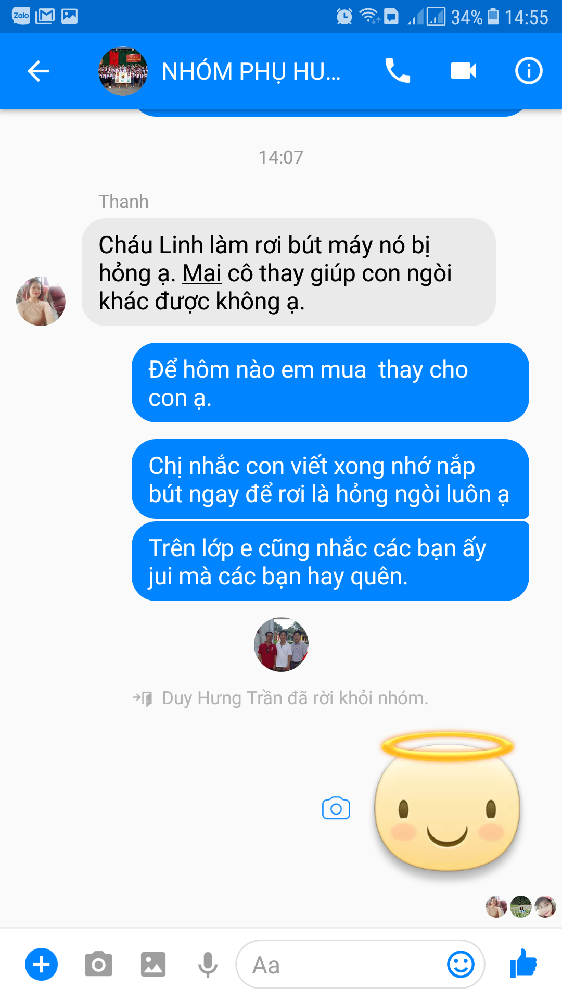 Zalo
34% 14:55
NHÓM PHỤ HU...
14:07
Thanh
Cháu Linh làm rơi bút máy nó bị
hỏng ạ. Mai cô thay giúp con ngòi
khác được không ạ.
Để hôm nào em mua  thay cho
con ạ.
Chị nhắc con viết xong nhớ nắp
bút ngay để rơi là hỏng ngòi luôn ạ
Trên lớp e cũng nhắc các bạn ấy
jui mà các bạn hay quên.
Duy Hưng Trần đã rời khỏi nhóm.
Aa